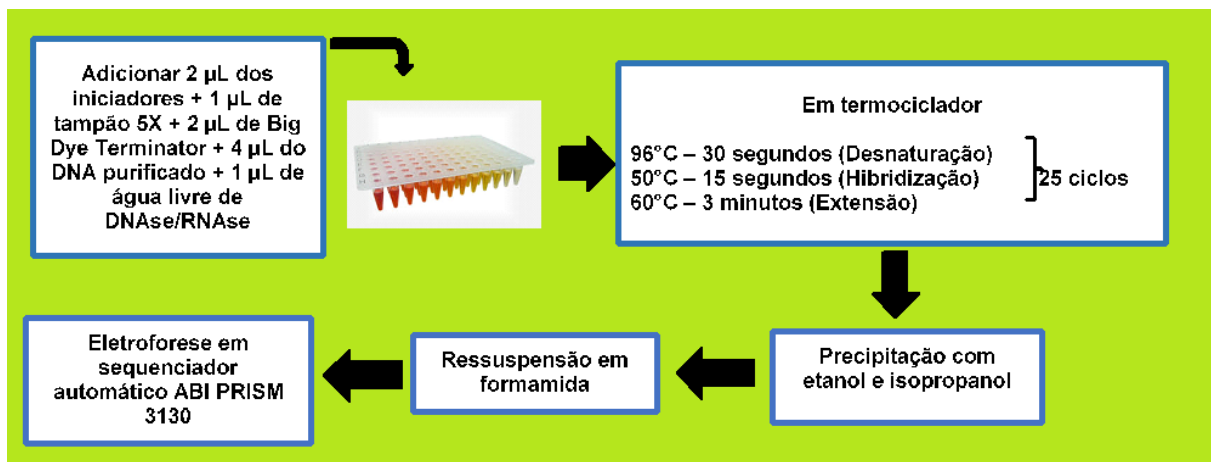 Adicionar 2 µL dos
iniciadores + 1 µL de
tampão 5X + 2 µL de Big
Dye Terminator + 4 µL do
DNA purificado + 1 µL de
água livre de
DNAse/RNAse
Em termociclador
96°C – 30 segundos (Desnaturação)
50°C – 15 segundos (Hibridização)
60°C – 3 minutos (Extensão)
25 ciclos
Precipitação com
etanol e isopropanol
Ressuspensão em
formamida
Eletroforese em
sequenciador
automático ABI PRISM
3130